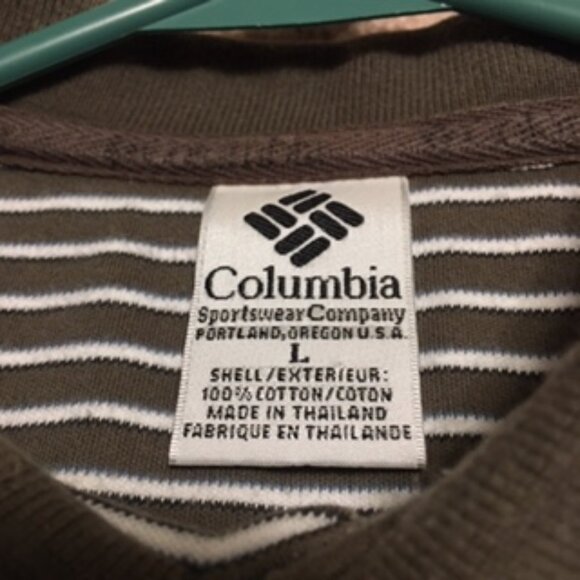 Columbia
Sportswear Company
PORTLAND, OREGON U.S.A.
L
SHELL/EXTERIEUR:
100% COTTON/COTON
MADE IN THAILAND
FABRIQUE EN THAILANDE